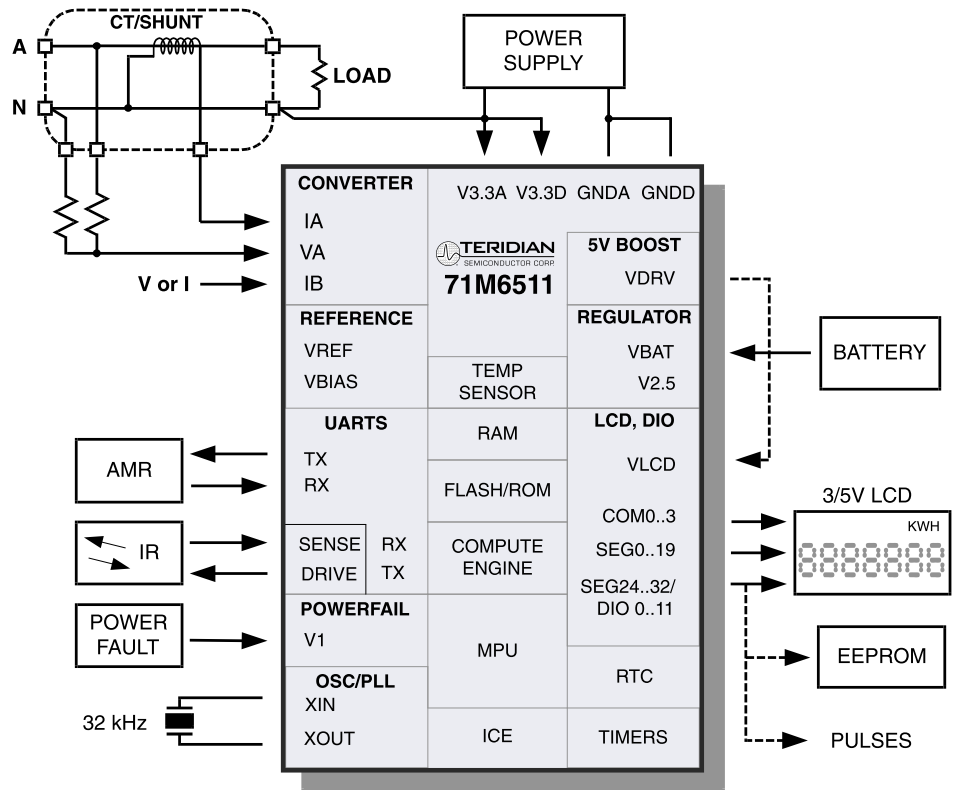 CT/SHUNT
A
N
LOAD
POWER
SUPPLY
CONVERTER
IA
VA
IB
V or I
V3.3A V3.3D GNDA GNDD
TERIDIAN
SEMICONDUCTOR CORP.
71M6511
5V BOOST
VDRV
REFERENCE
VREF
VBIAS
REGULATOR
VBAT
V2.5
BATTERY
TEMP
SENSOR
UARTS
TX
RX
AMR
RAM
FLASH/ROM
LCD, DIO
VLCD
COM0..3
SEG0..19
SEG24..32/
DIO 0..11
3/5V LCD
KWH
IR
SENSE
RX
DRIVE
TX
COMPUTE
ENGINE
POWER
FAULT
POWERFAIL
V1
MPU
RTC
EEPROM
PULSES
32 kHz
OSC/PLL
XIN
XOUT
ICE
TIMERS